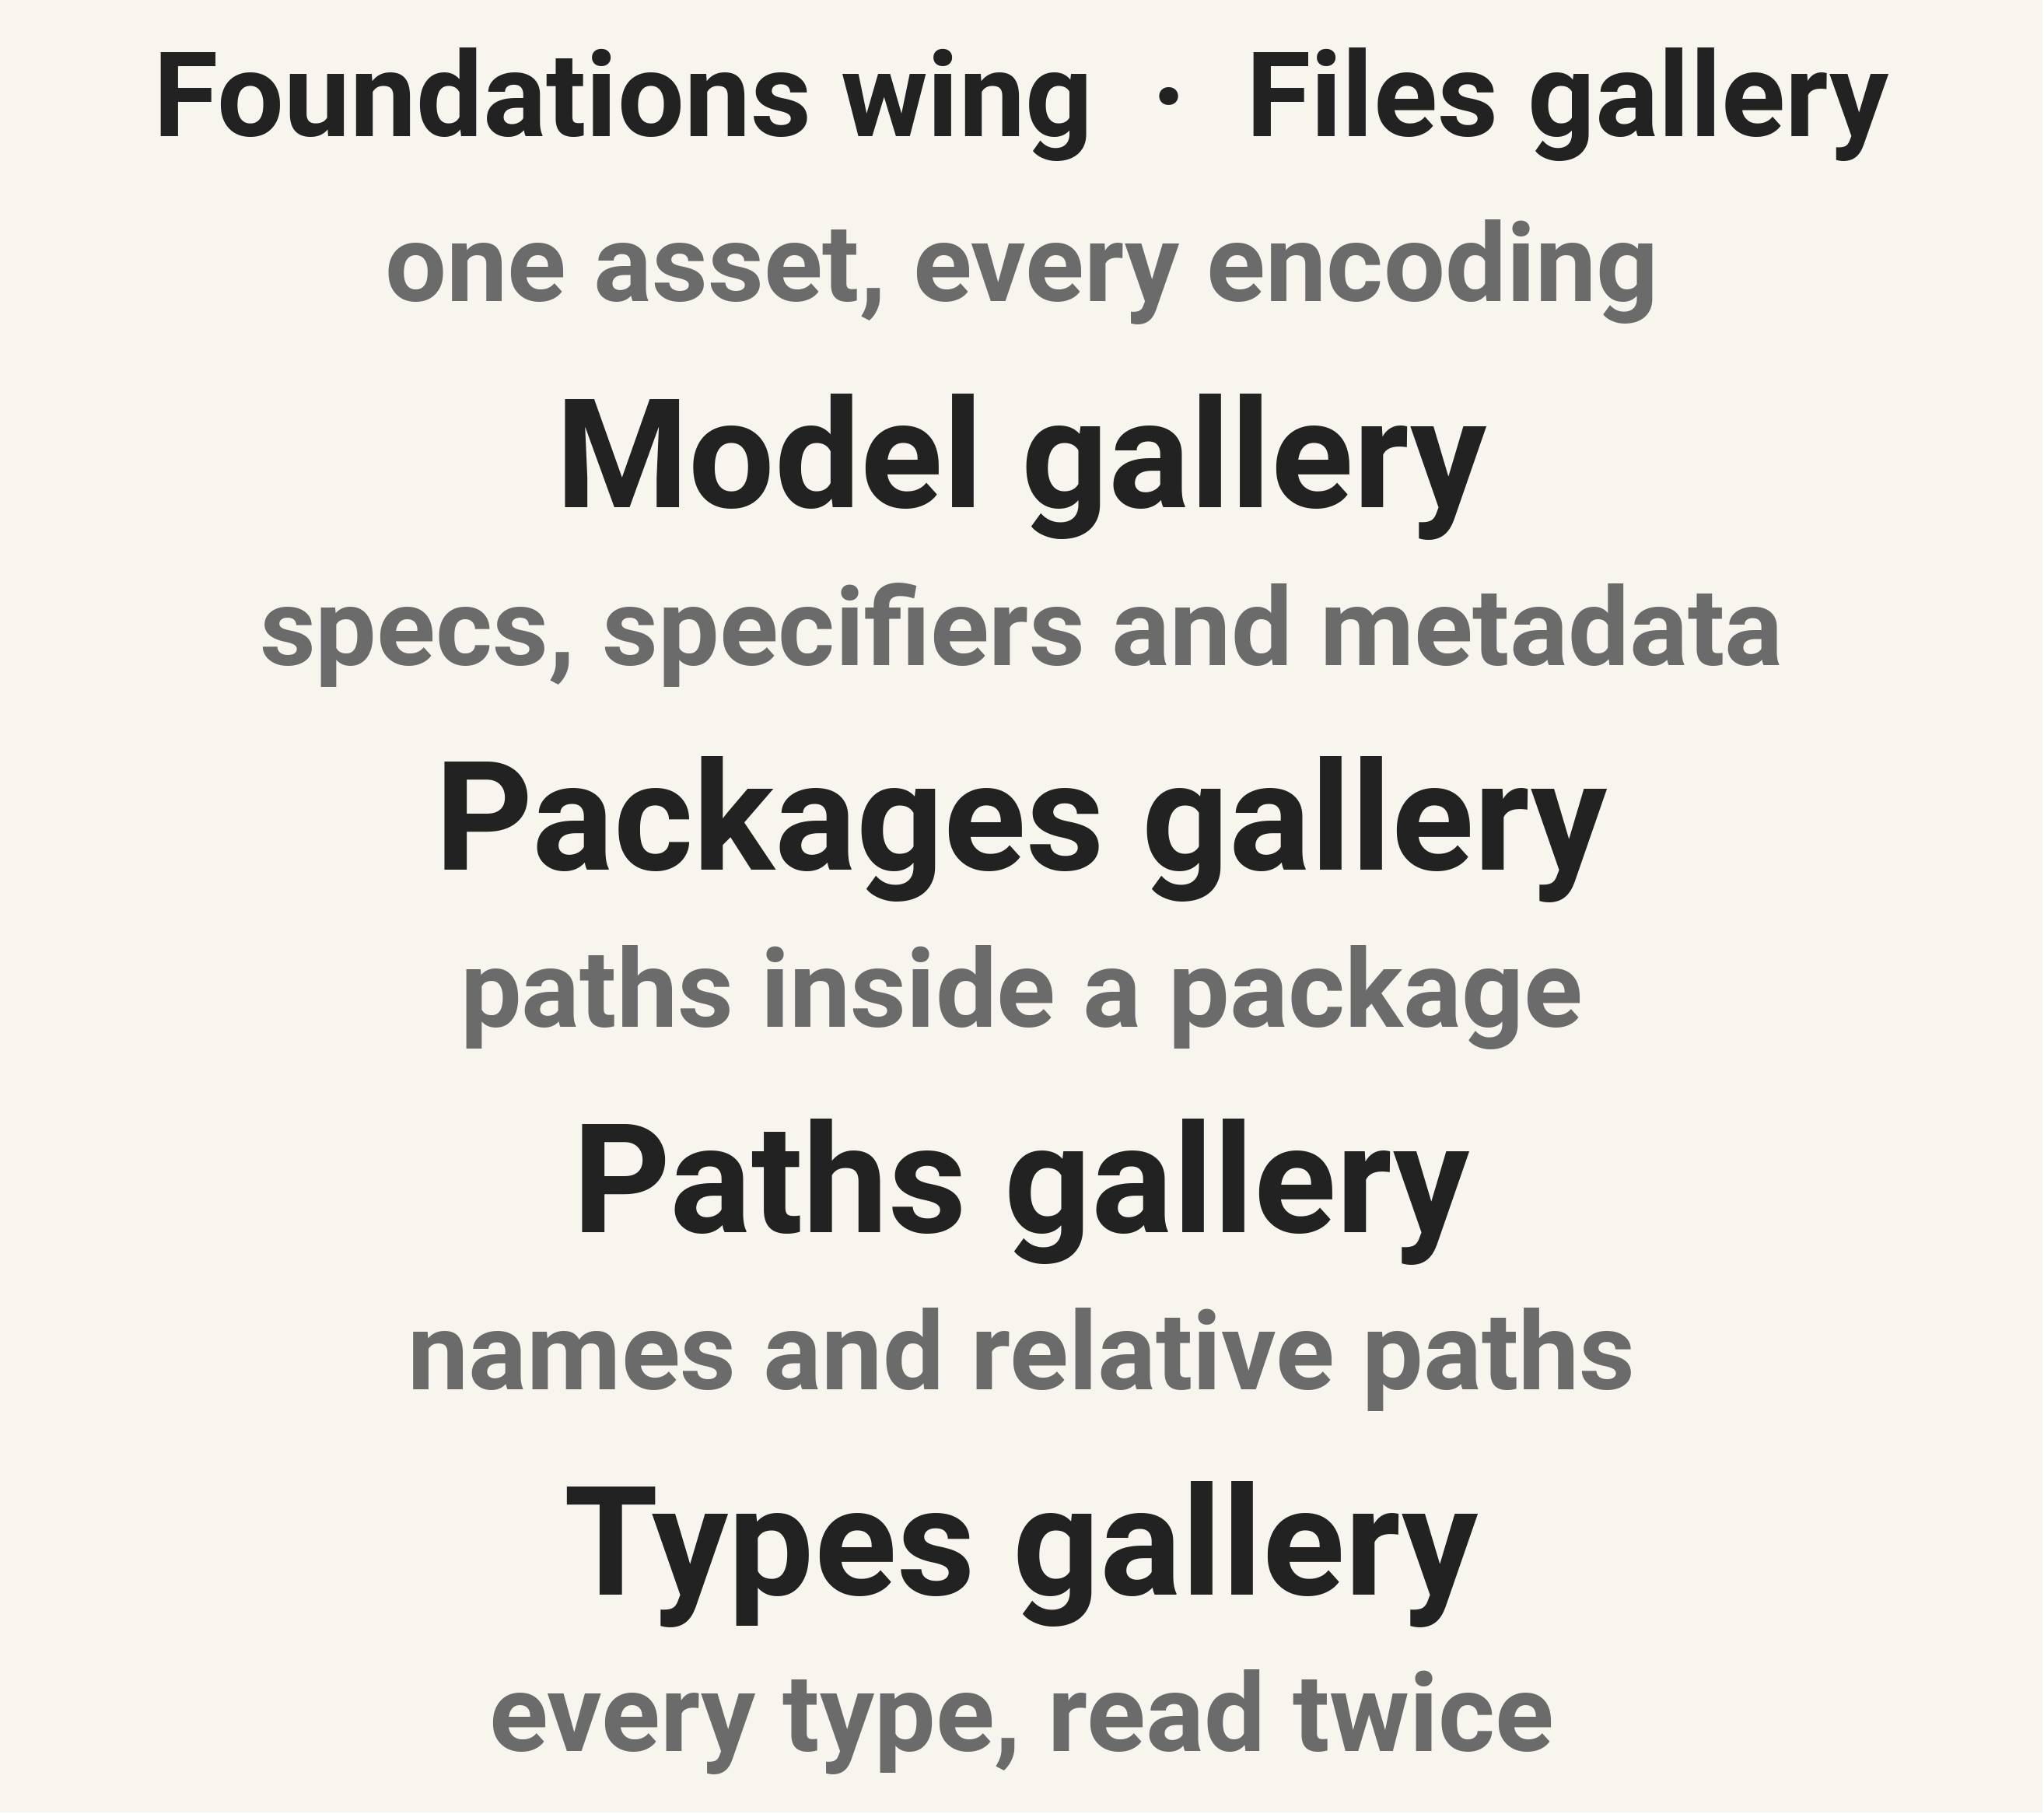 Foundations wing · Files gallery
one asset, every encoding
Model gallery
specs, specifiers and metadata
Packages gallery
paths inside a package
Paths gallery
names and relative paths
Types gallery
every type, read twice